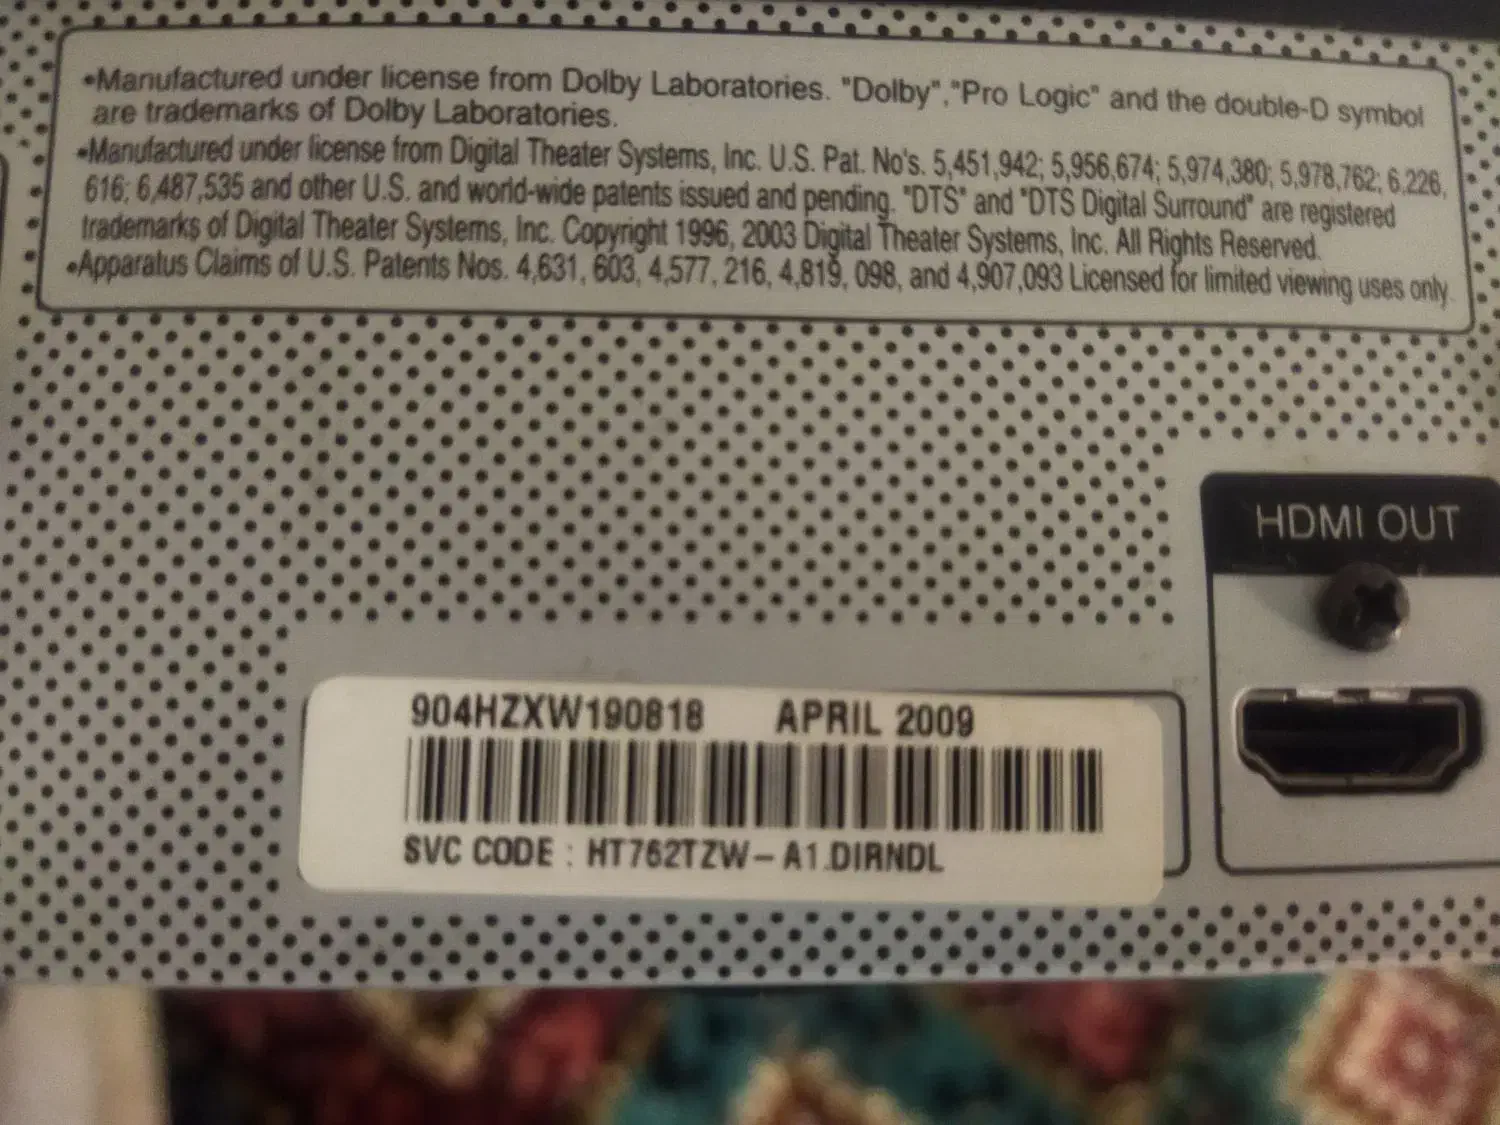 •Manufactured under license from Dolby Laboratories. "Dolby","Pro Logic" and the double-D symbol
are trademarks of Dolby Laboratories.
•Manufactured under license from Digital Theater Systems, Inc. U.S. Pat. No's. 5,451,942; 5,956,674; 5,974,380; 5,978,762; 6,226,
616; 6,487,535 and other U.S. and world-wide patents issued and pending. "DTS" and "DTS Digital Surround" are registered
trademarks of Digital Theater Systems, Inc. Copyright 1996, 2003 Digital Theater Systems, Inc. All Rights Reserved.
•Apparatus Claims of U.S. Patents Nos. 4,631, 603, 4,577, 216, 4,819, 098, and 4,907,093 Licensed for limited viewing uses only.
HDMI OUT
904HZXW190818 APRIL 2009
SVC CODE : HT762TZW-A1.DIRNDL